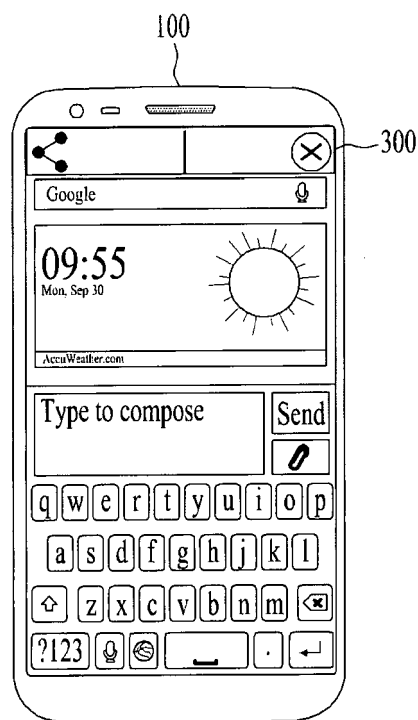 100
300
Google
09:55
Mon, Sep 30
AccuWeather.com
Type to compose
Send
q w e r t y u i o p
a s d f g h j k l
z x c v b n m
?123 .